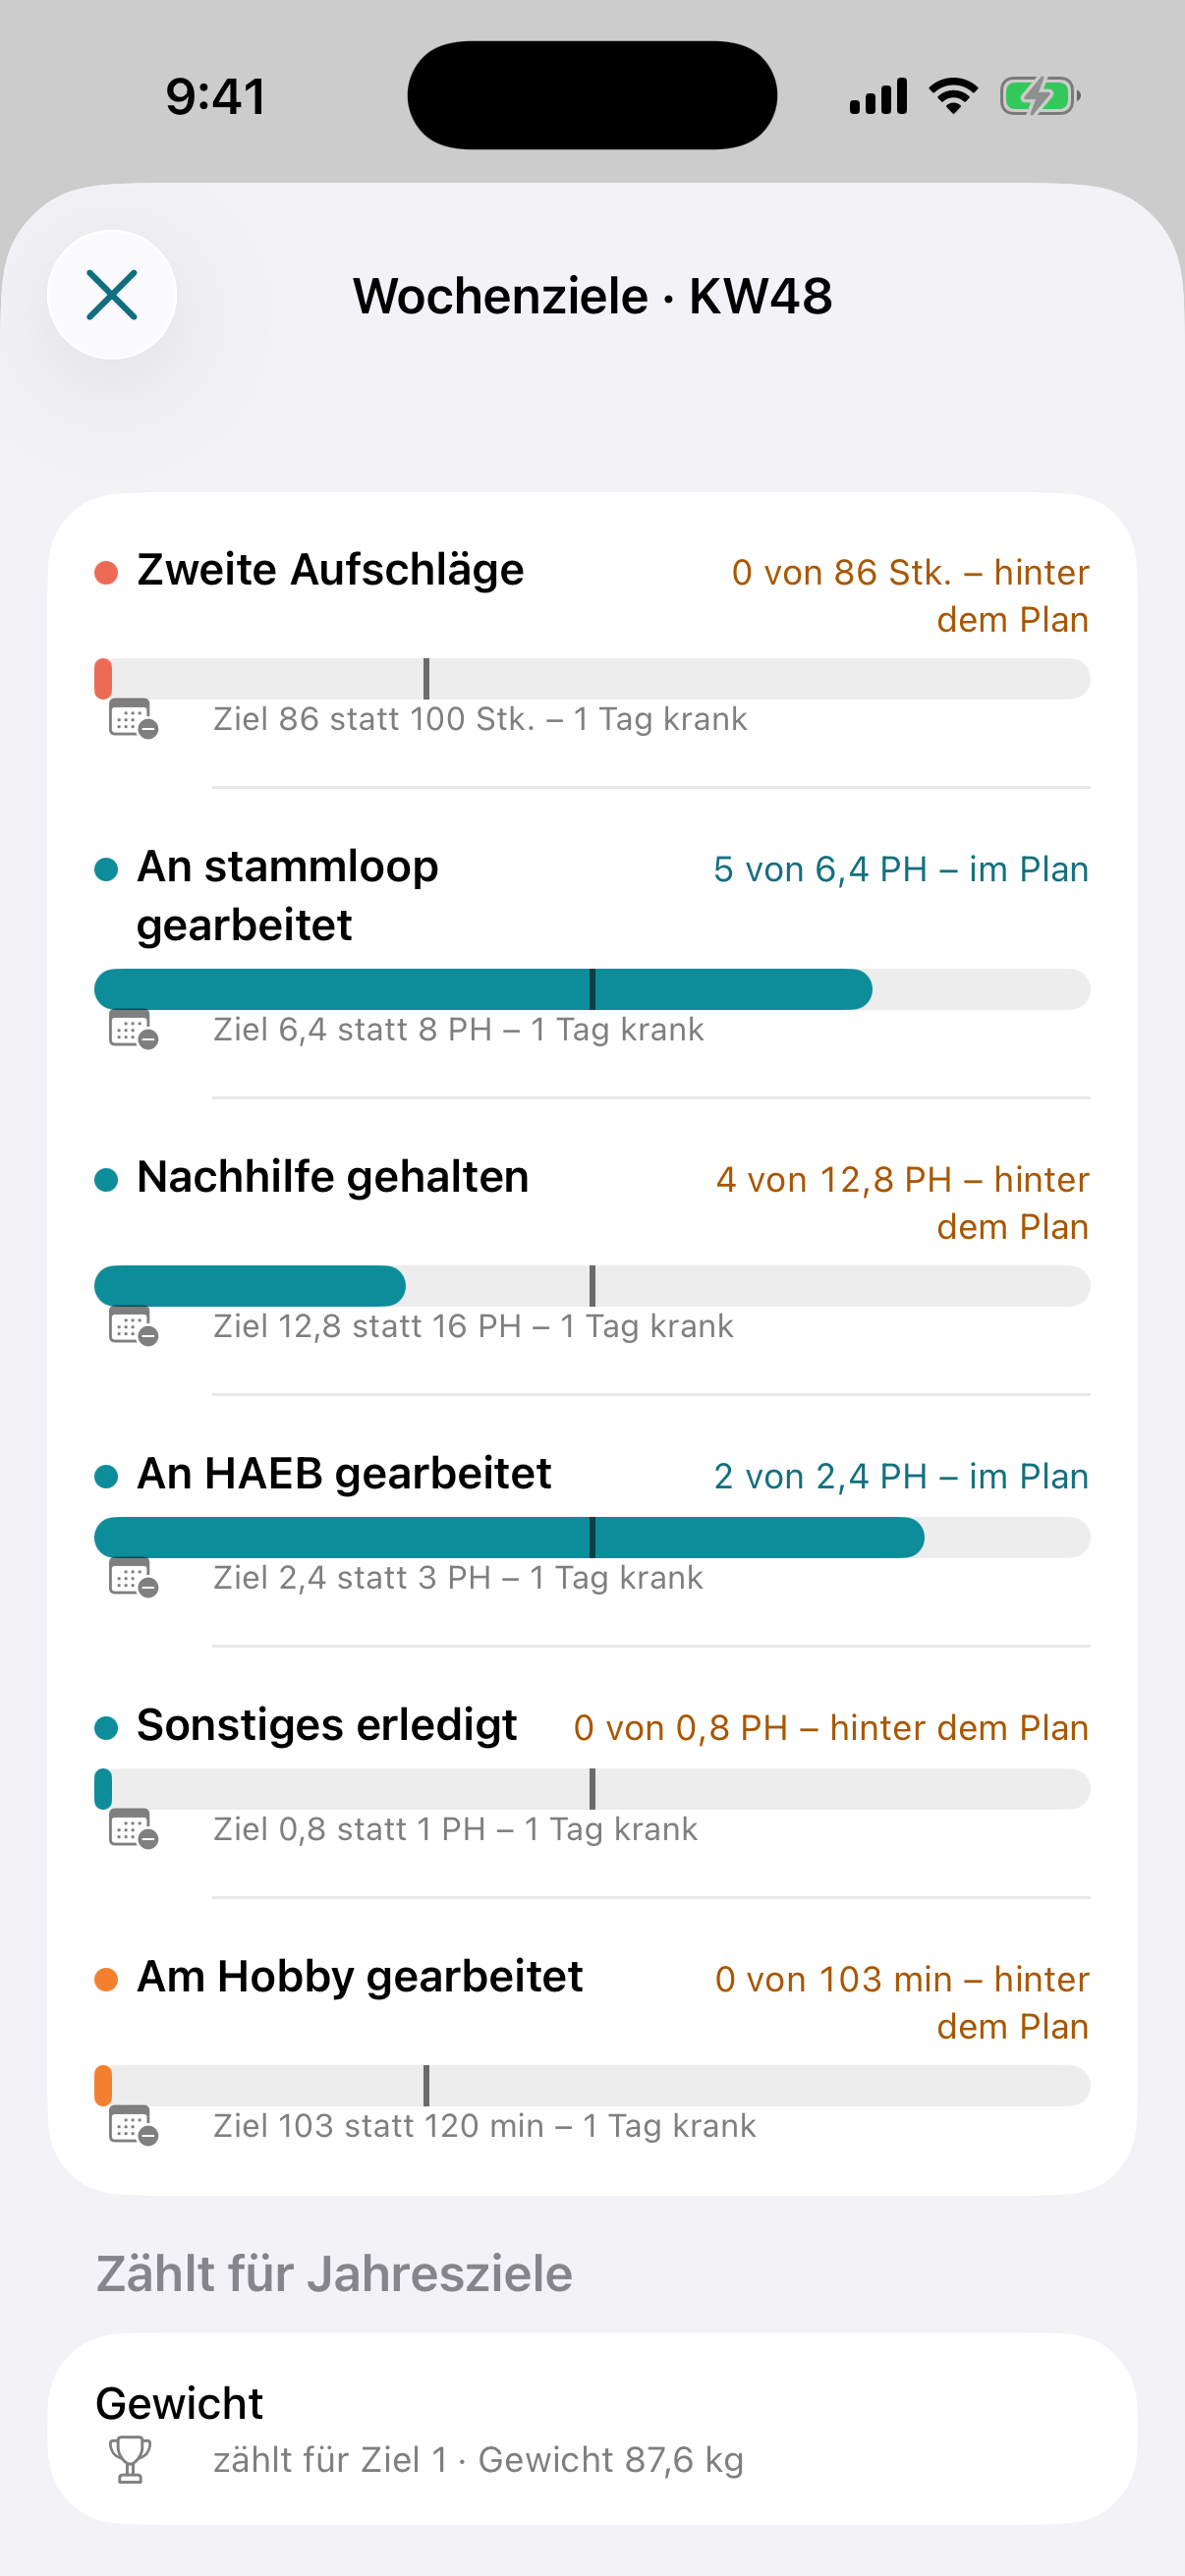 9:41
Wochenziele · KW48
Zweite Aufschläge
0 von 86 Stk. – hinter
dem Plan
Ziel 86 statt 100 Stk. – 1 Tag krank
An stammloop
gearbeitet
5 von 6,4 PH – im Plan
Ziel 6,4 statt 8 PH – 1 Tag krank
Nachhilfe gehalten
4 von 12,8 PH – hinter
dem Plan
Ziel 12,8 statt 16 PH – 1 Tag krank
An HAEB gearbeitet
2 von 2,4 PH – im Plan
Ziel 2,4 statt 3 PH – 1 Tag krank
Sonstiges erledigt
0 von 0,8 PH – hinter dem Plan
Ziel 0,8 statt 1 PH – 1 Tag krank
Am Hobby gearbeitet
0 von 103 min – hinter
dem Plan
Ziel 103 statt 120 min – 1 Tag krank
Zählt für Jahresziele
Gewicht
zählt für Ziel 1 · Gewicht 87,6 kg